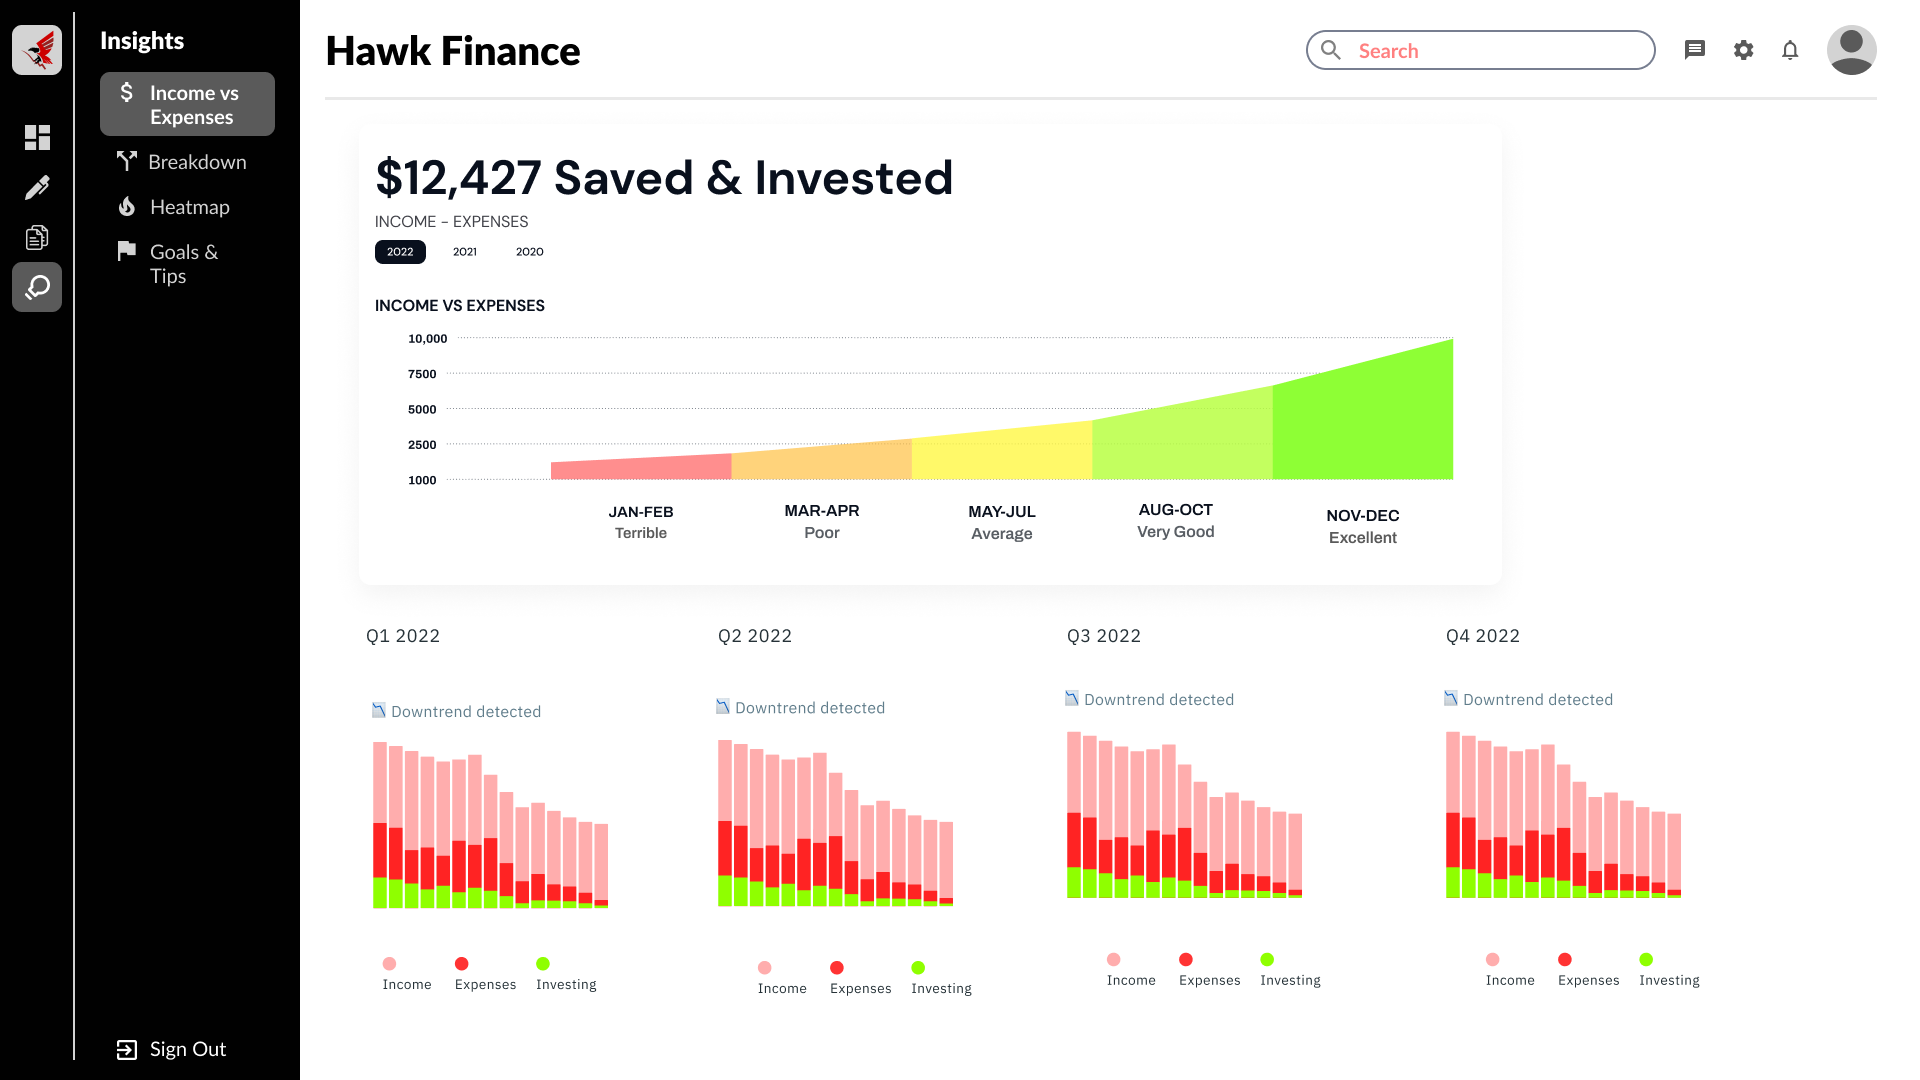 Insights
Income vs
Expenses
Breakdown
Heatmap
Goals &
Tips
Sign Out
Hawk Finance
Search
$12,427 Saved & Invested
INCOME – EXPENSES
2022 2021 2020
INCOME VS EXPENSES
10,000
7500
5000
2500
1000
JAN-FEB
Terrible
MAR-APR
Poor
MAY-JUL
Average
AUG-OCT
Very Good
NOV-DEC
Excellent
Q1 2022
Downtrend detected
Income Expenses Investing
Q2 2022
Downtrend detected
Income Expenses Investing
Q3 2022
Downtrend detected
Income Expenses Investing
Q4 2022
Downtrend detected
Income Expenses Investing